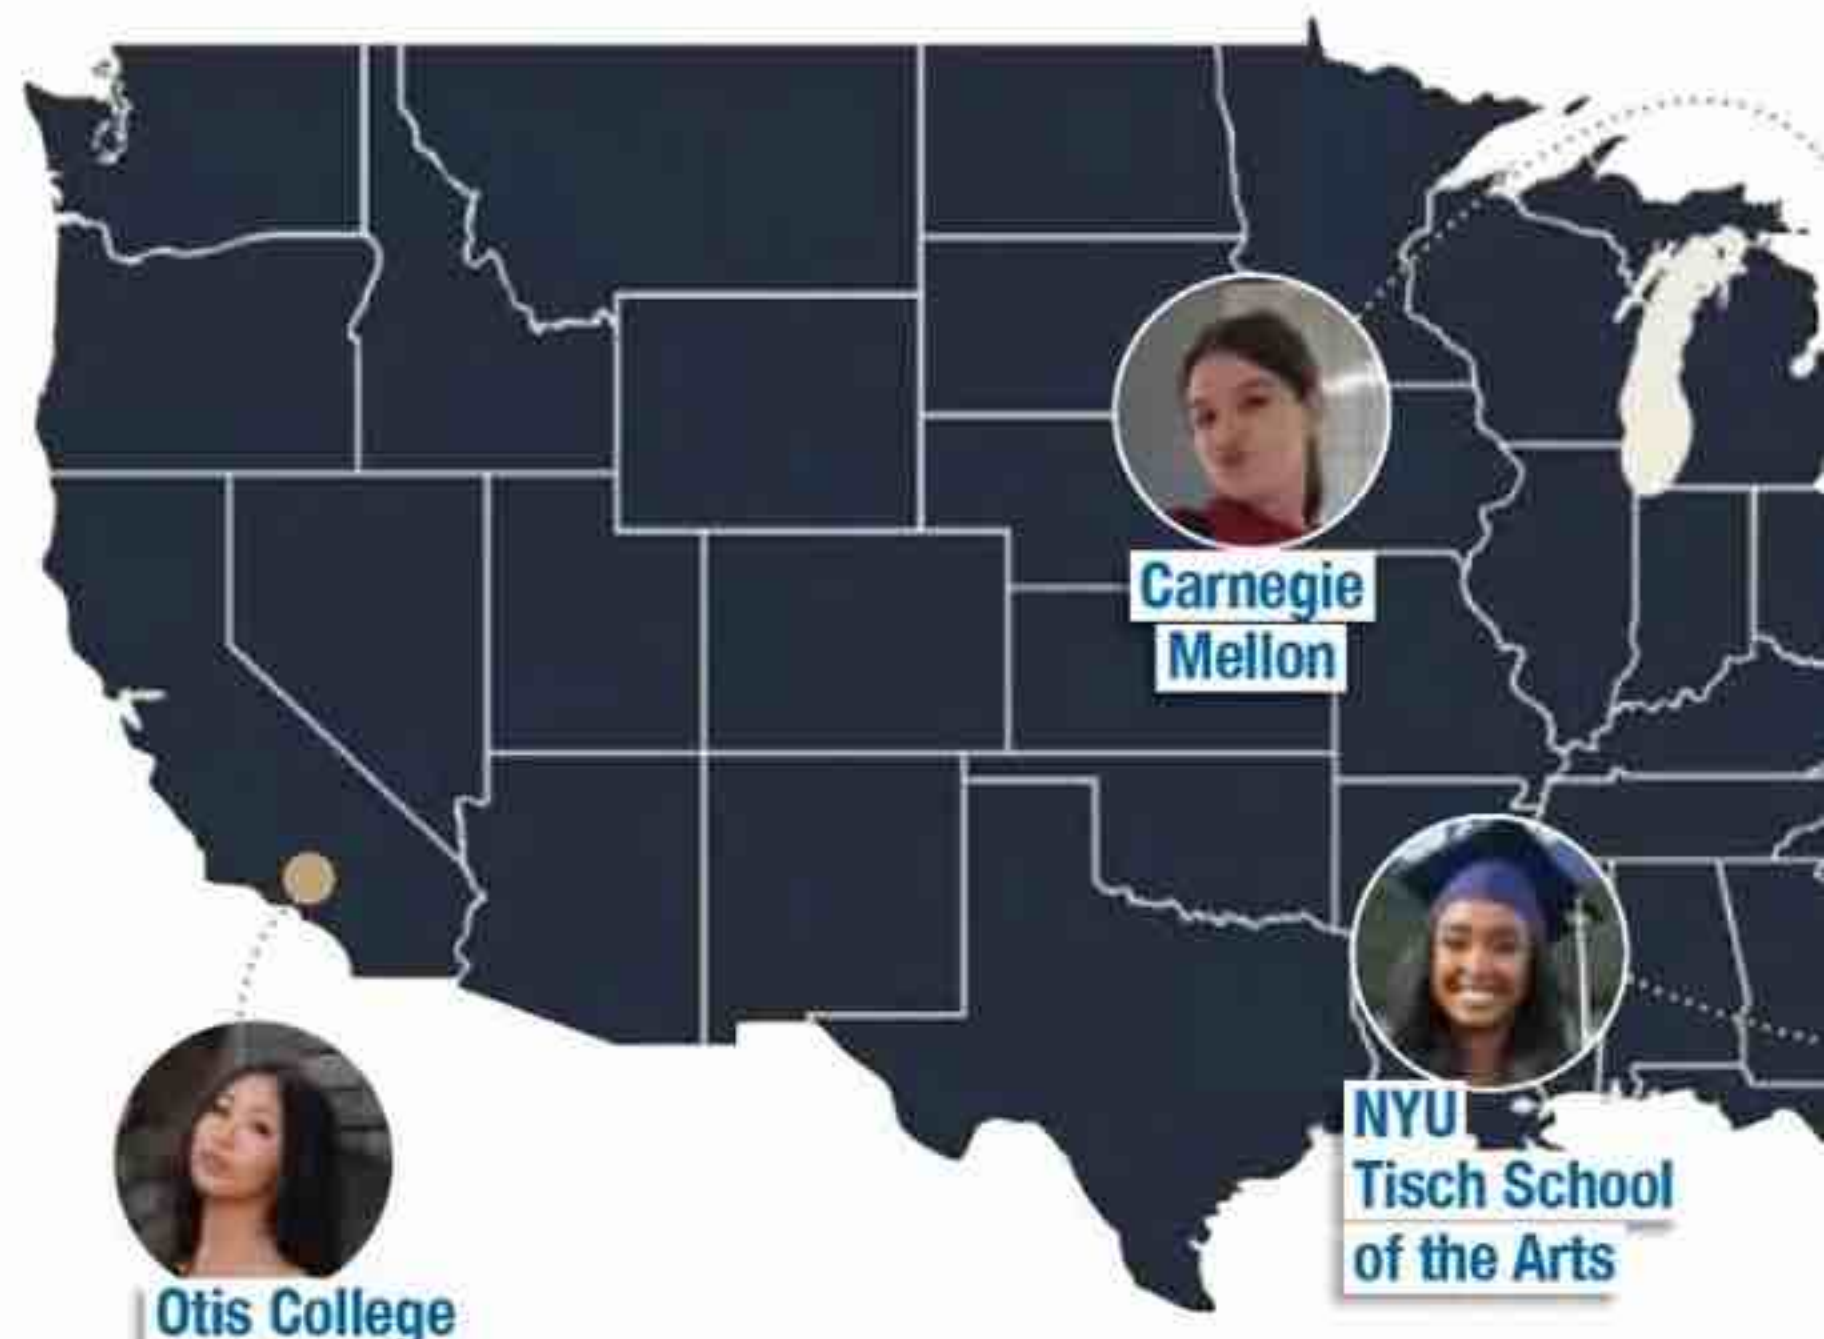 Carnegie
Mellon
NYU
Tisch School
of the Arts
Otis College